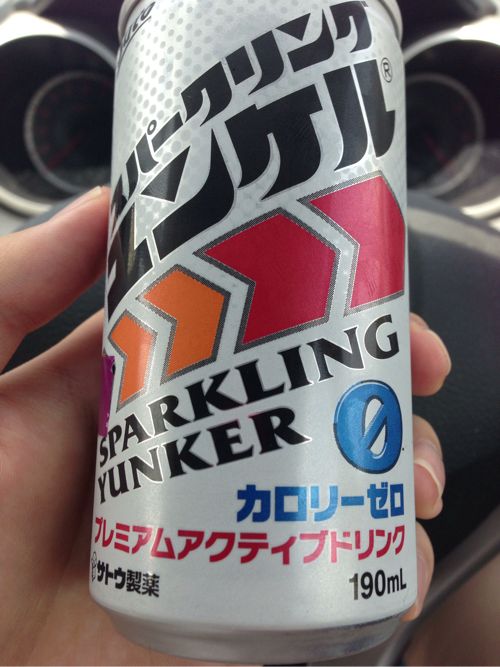 スパークリング
ユンケル®
SPARKLING
YUNKER
0
カロリーゼロ
プレミアムアクティブドリンク
サトウ製薬
190mL